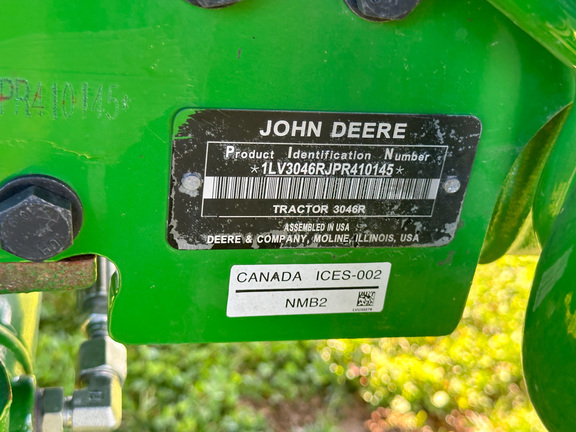 PR410145*
JOHN DEERE
Product Identification Number
*1LV3046RJPR410145*
TRACTOR 3046R
ASSEMBLED IN USA
DEERE & COMPANY, MOLINE, ILLINOIS, USA
CANADA ICES-002
NMB2